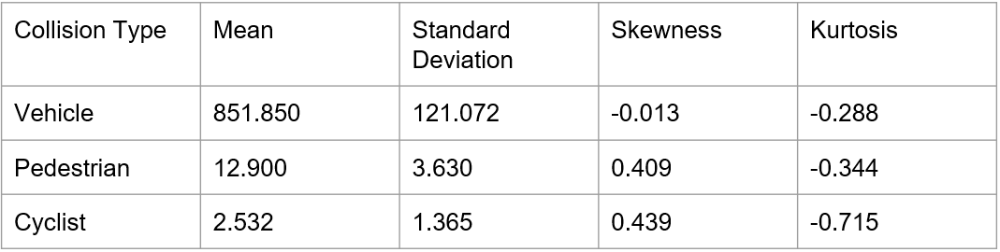 Collision Type Mean Standard Deviation Skewness Kurtosis
Vehicle 851.850 121.072 -0.013 -0.288
Pedestrian 12.900 3.630 0.409 -0.344
Cyclist 2.532 1.365 0.439 -0.715